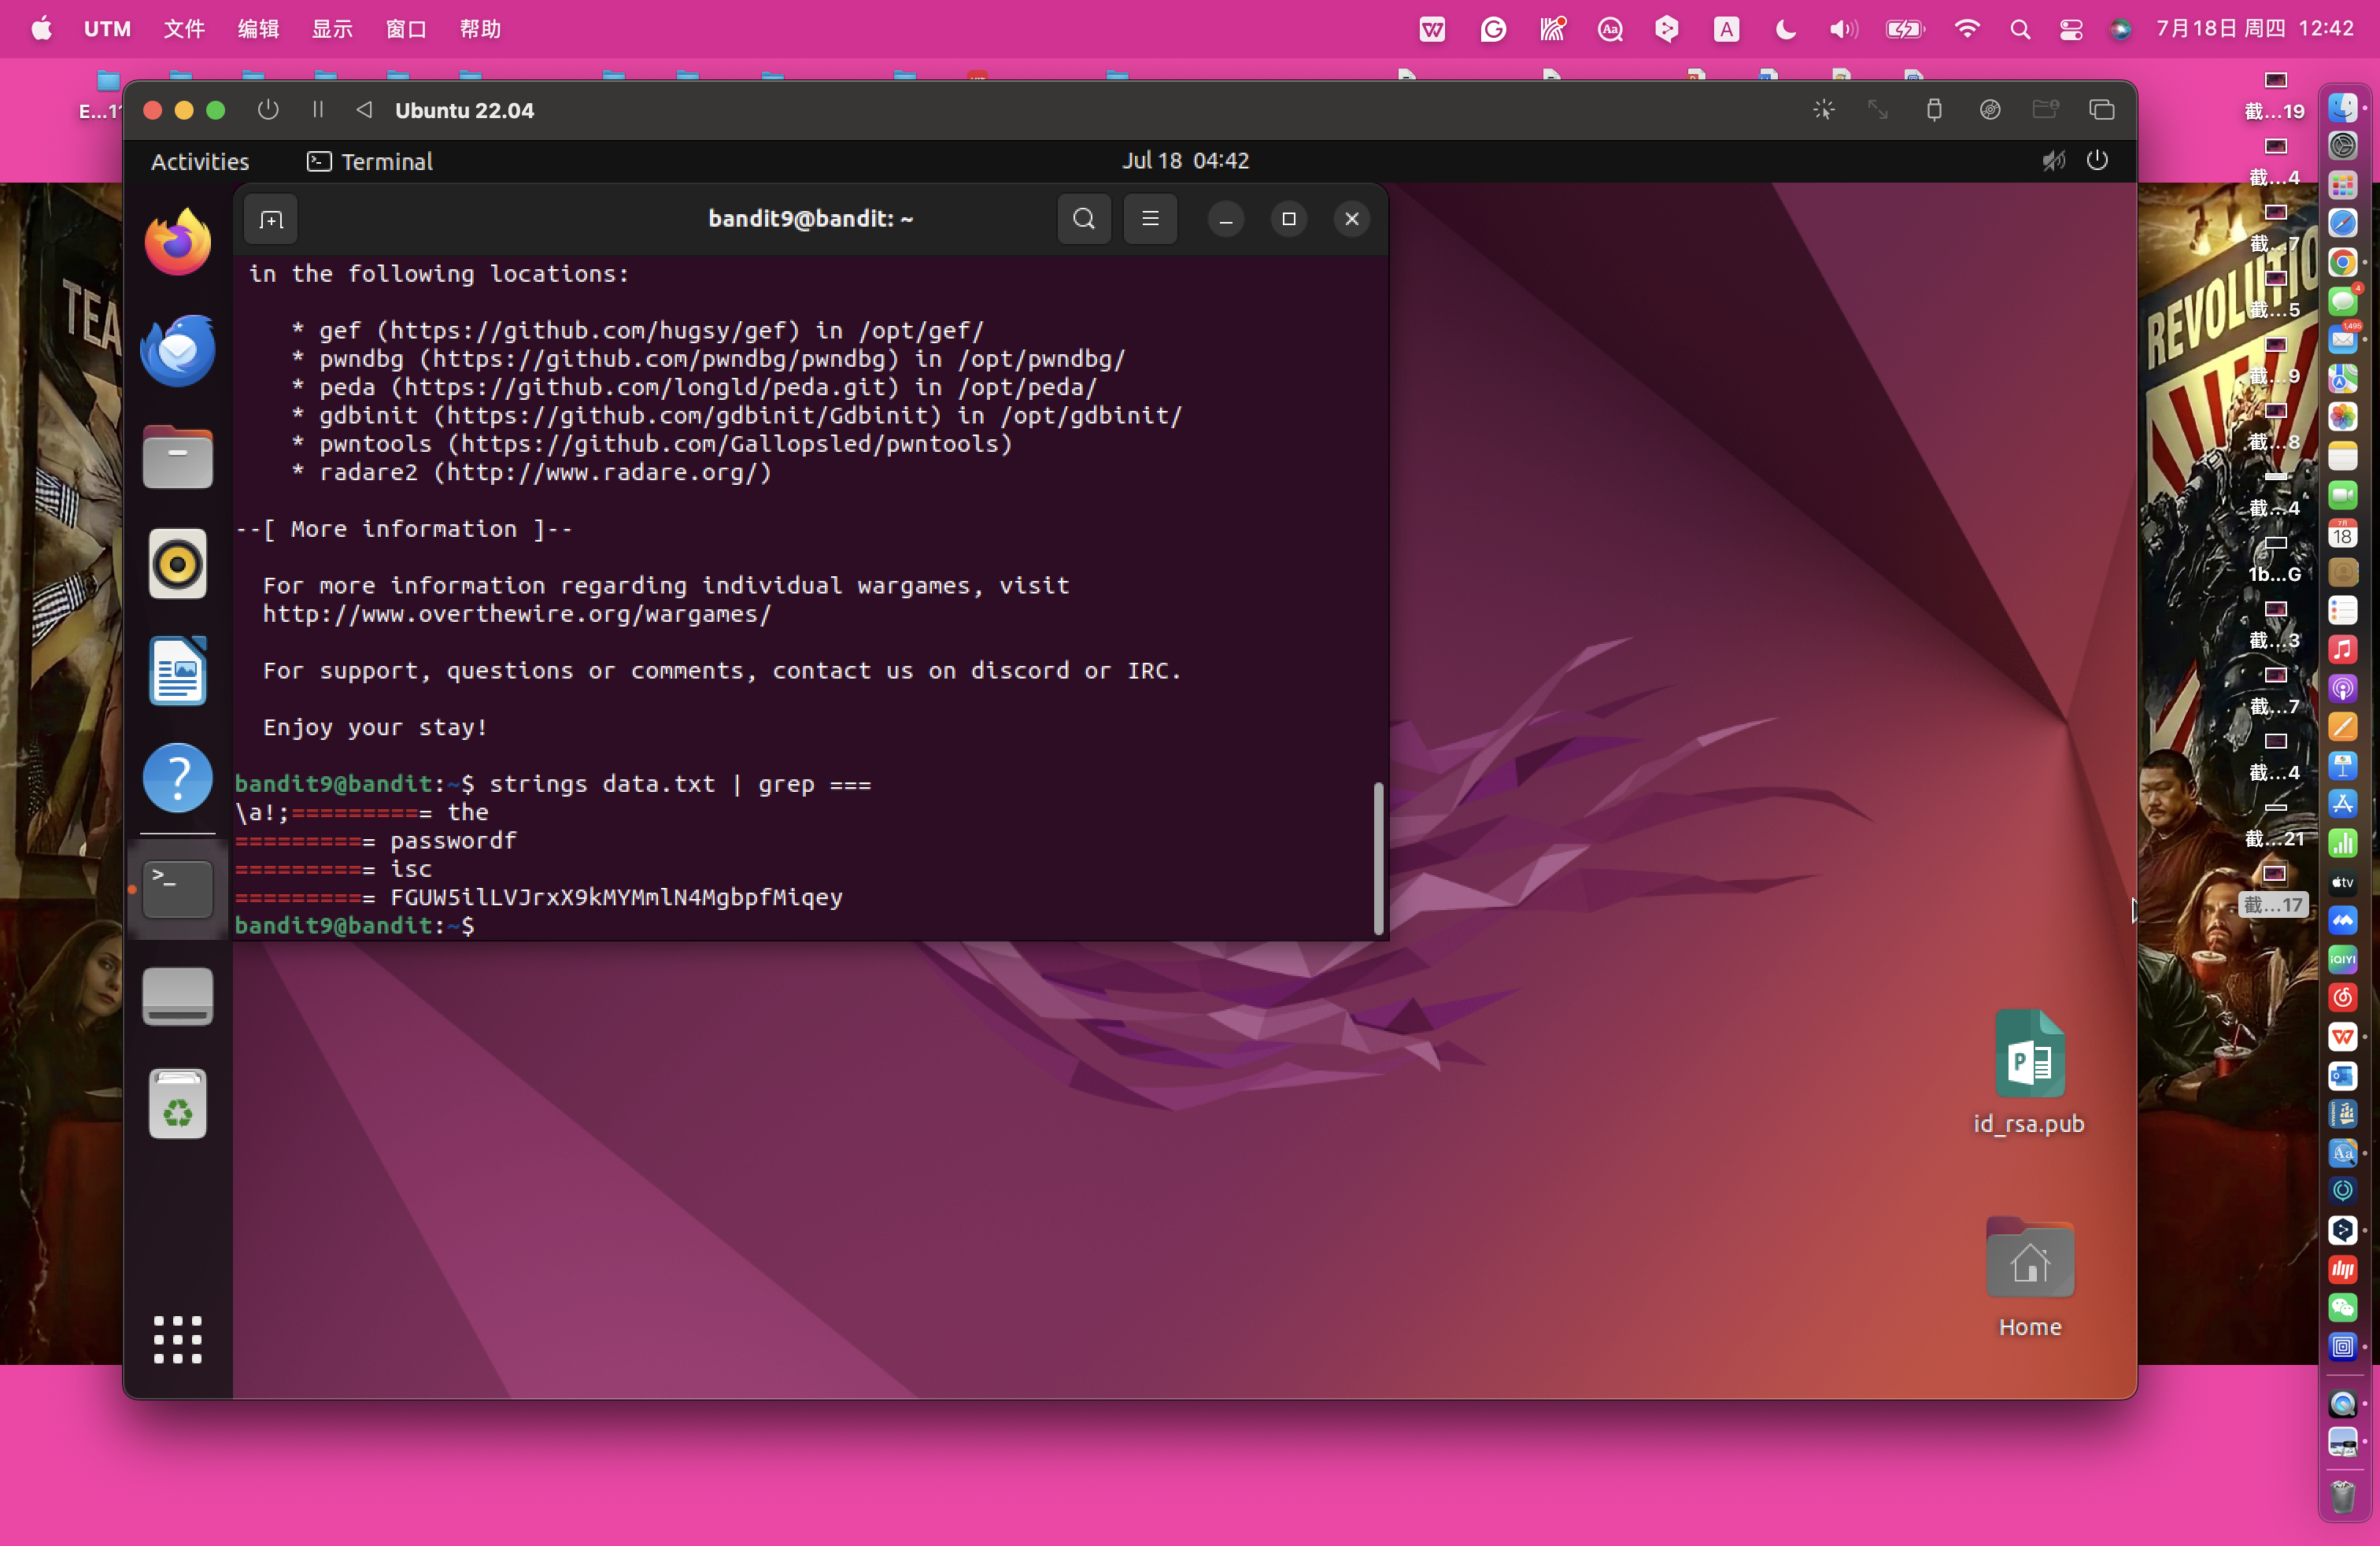 UTM 文件 编辑 显示 窗口 帮助
7月18日 周四 12:42
Ubuntu 22.04
Activities Terminal Jul 18 04:42
bandit9@bandit: ~
in the following locations:
* gef (https://github.com/hugsy/gef) in /opt/gef/
* pwndbg (https://github.com/pwndbg/pwndbg) in /opt/pwndbg/
* peda (https://github.com/longld/peda.git) in /opt/peda/
* gdbinit (https://github.com/gdbinit/Gdbinit) in /opt/gdbinit/
* pwntools (https://github.com/Gallopsled/pwntools)
* radare2 (http://www.radare.org/)
--[ More information ]--
For more information regarding individual wargames, visit
http://www.overthewire.org/wargames/
For support, questions or comments, contact us on discord or IRC.
Enjoy your stay!
bandit9@bandit:~$ strings data.txt | grep ===
\a!;========== the
========== passwordf
========== isc
========== FGUW5ilLVJrxX9kMYMmlN4MgbpfMiqey
bandit9@bandit:~$
id_rsa.pub
Home
E...11
截...19
截...4
截...7
截...5
截...9
截...8
截...4
1b...G
截...3
截...7
截...4
截...21
截...17
TEA
REVOLUTIO